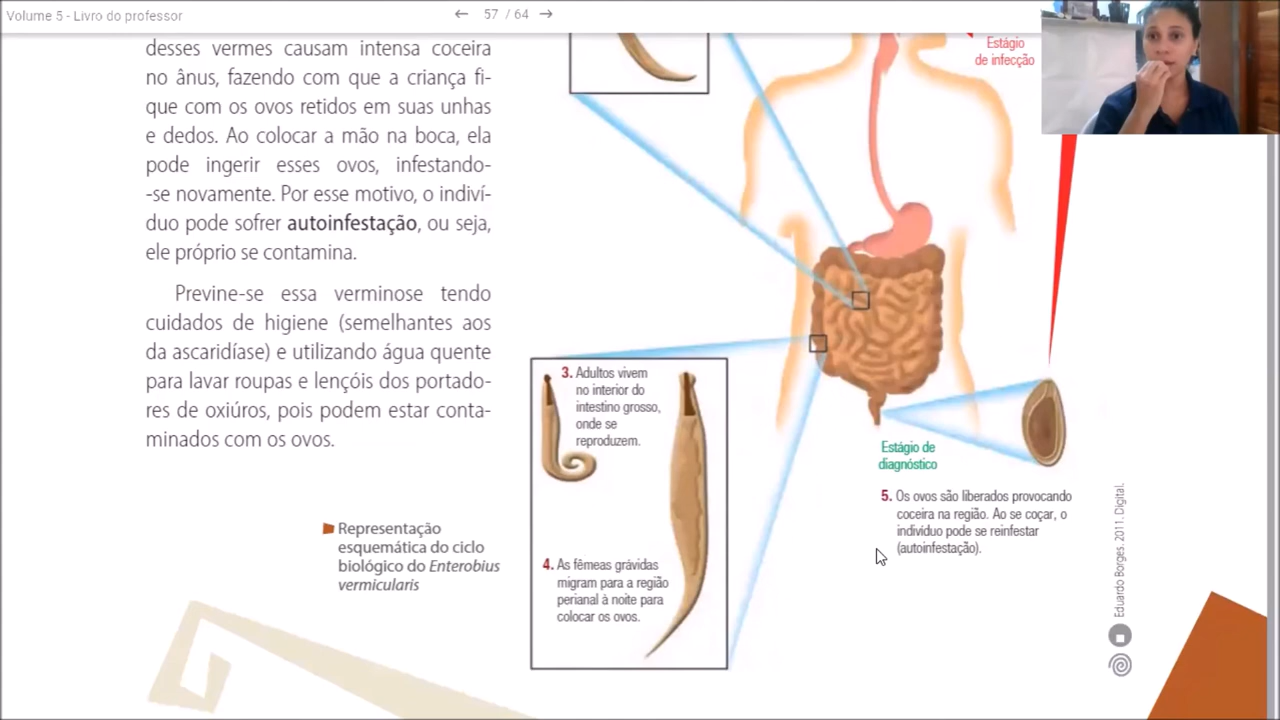 Volume 5 - Livro do professor
← 57 / 64 →
desses vermes causam intensa coceira
no ânus, fazendo com que a criança fi-
que com os ovos retidos em suas unhas
e dedos. Ao colocar a mão na boca, ela
pode ingerir esses ovos, infestando-
-se novamente. Por esse motivo, o indiví-
duo pode sofrer autoinfestação, ou seja,
ele próprio se contamina.
Previne-se essa verminose tendo
cuidados de higiene (semelhantes aos
da ascaridíase) e utilizando água quente
para lavar roupas e lençóis dos portado-
res de oxiúros, pois podem estar conta-
minados com os ovos.
Representação
esquemática do ciclo
biológico do Enterobius
vermicularis
Estágio
de infecção
3. Adultos vivem
no interior do
intestino grosso,
onde se
reproduzem.
4. As fêmeas grávidas
migram para a região
perianal à noite para
colocar os ovos.
Estágio de
diagnóstico
5. Os ovos são liberados provocando
coceira na região. Ao se coçar, o
indivíduo pode se reinfestar
(autoinfestação).
Eduardo Borges. 2011. Digital.